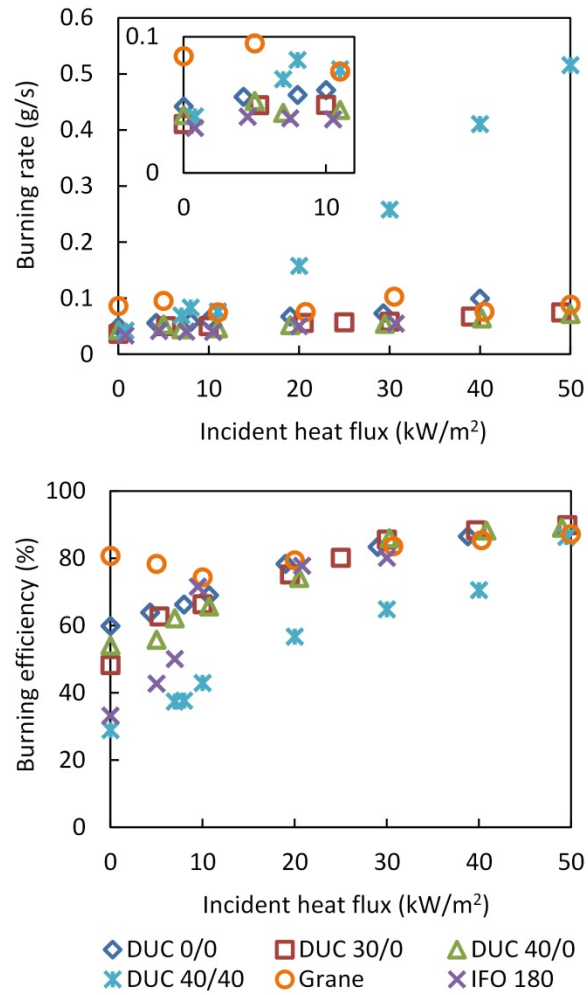 0.6
0.5
0.4
0.3
0.2
0.1
0
Burning rate (g/s)
0.1
0
0 10
0 10 20 30 40 50
Incident heat flux (kW/m²)
100
80
60
40
20
0
Burning efficiency (%)
0 10 20 30 40 50
Incident heat flux (kW/m²)
DUC 0/0 DUC 30/0 DUC 40/0
DUC 40/40 Grane IFO 180